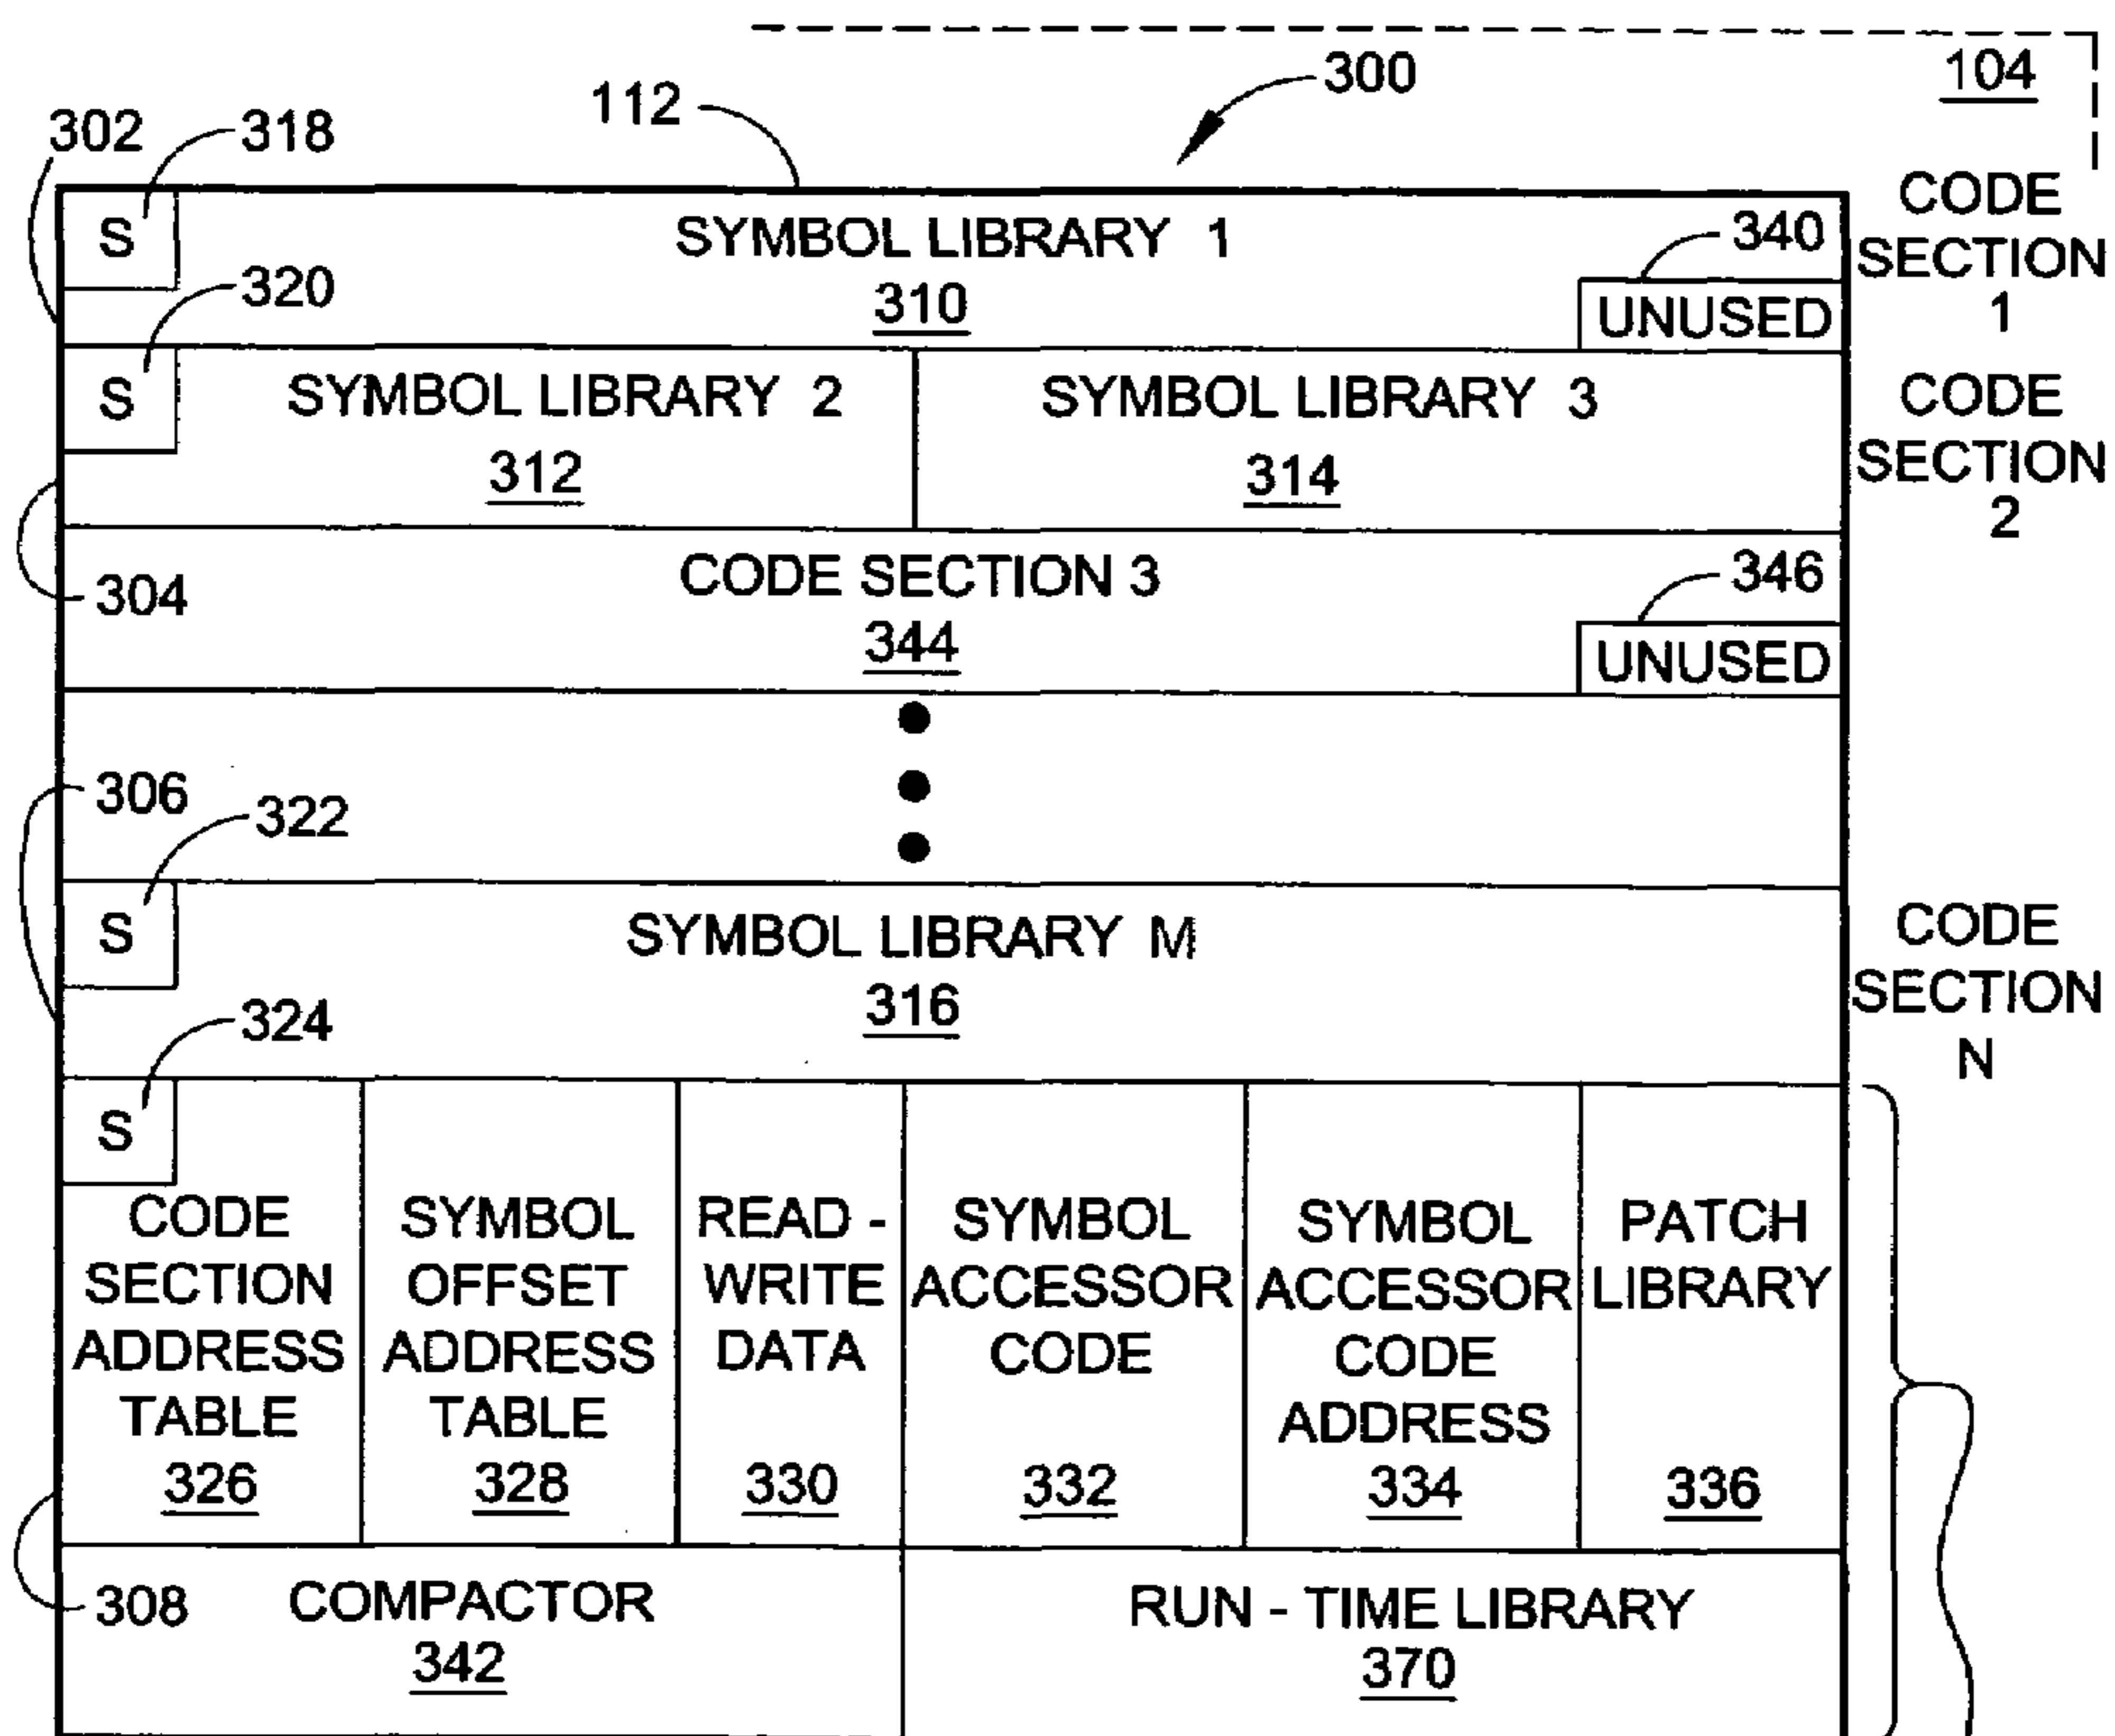 104
300
112
302
318
S
SYMBOL LIBRARY 1
310
340
UNUSED
CODE
SECTION
1
320
S
SYMBOL LIBRARY 2
312
SYMBOL LIBRARY 3
314
CODE
SECTION
2
304
CODE SECTION 3
344
346
UNUSED
306
322
S
SYMBOL LIBRARY M
316
CODE
SECTION
N
324
S
CODE
SECTION
ADDRESS
TABLE
326
SYMBOL
OFFSET
ADDRESS
TABLE
328
READ -
WRITE
DATA
330
SYMBOL
ACCESSOR
CODE
332
SYMBOL
ACCESSOR
CODE
ADDRESS
334
PATCH
LIBRARY
336
308
COMPACTOR
342
RUN - TIME LIBRARY
370